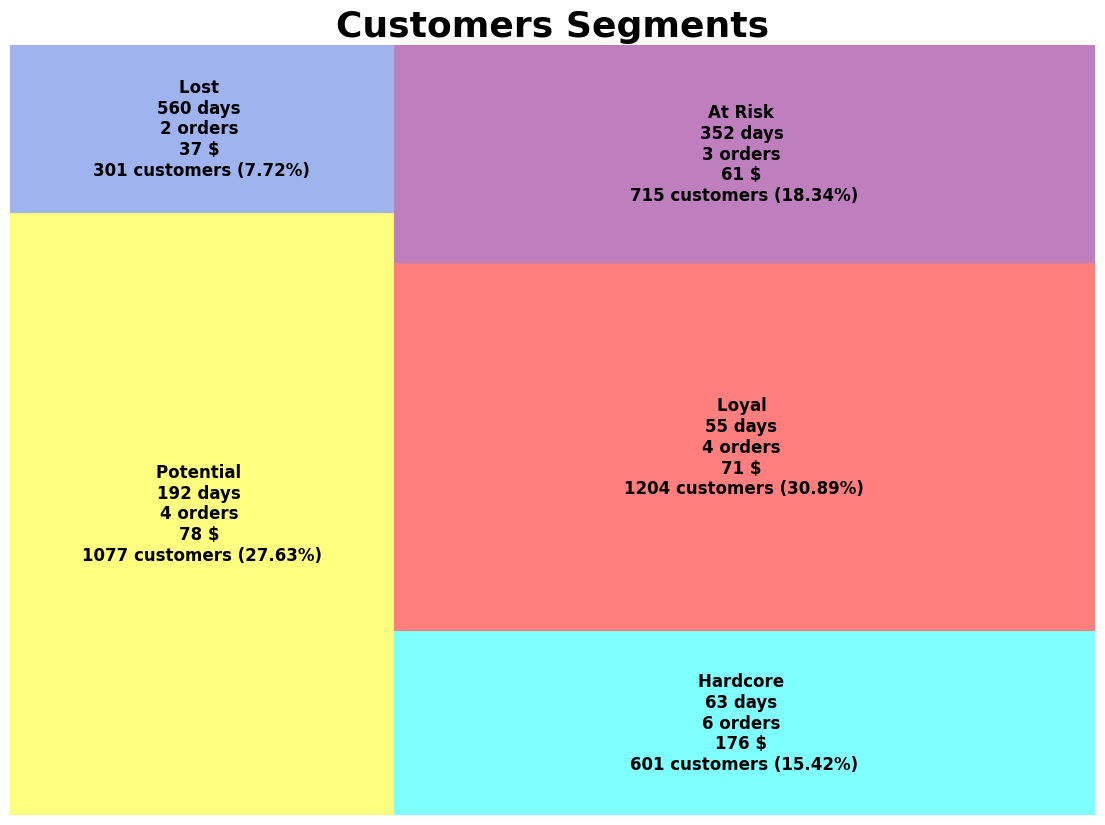 Customers Segments
Lost
560 days
2 orders
37 $
301 customers (7.72%)
At Risk
352 days
3 orders
61 $
715 customers (18.34%)
Loyal
55 days
4 orders
71 $
1204 customers (30.89%)
Potential
192 days
4 orders
78 $
1077 customers (27.63%)
Hardcore
63 days
6 orders
176 $
601 customers (15.42%)